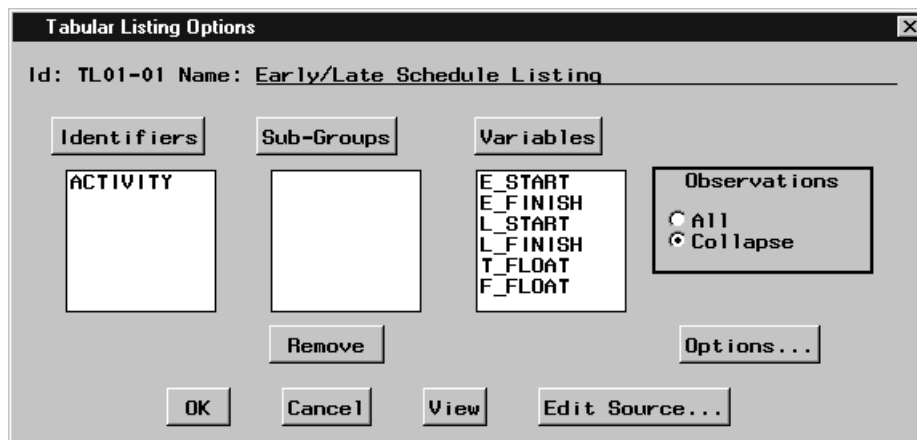 Tabular Listing Options
Id: TL01-01 Name: Early/Late Schedule Listing
Identifiers Sub-Groups Variables
ACTIVITY
E_START
E_FINISH
L_START
L_FINISH
T_FLOAT
F_FLOAT
Observations
All
Collapse
Remove Options...
OK Cancel View Edit Source...